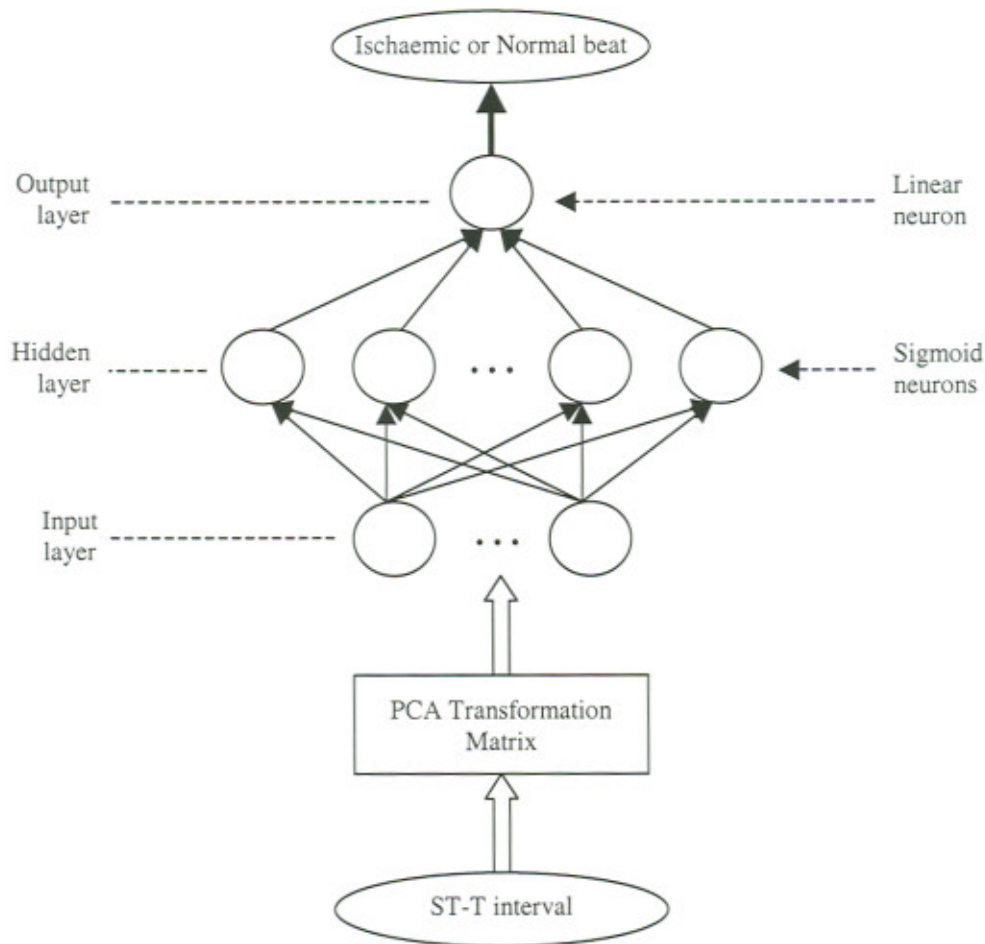 Ischaemic or Normal beat
Output
layer
Linear
neuron
Hidden
layer
...
Sigmoid
neurons
Input
layer
...
PCA Transformation
Matrix
ST-T interval